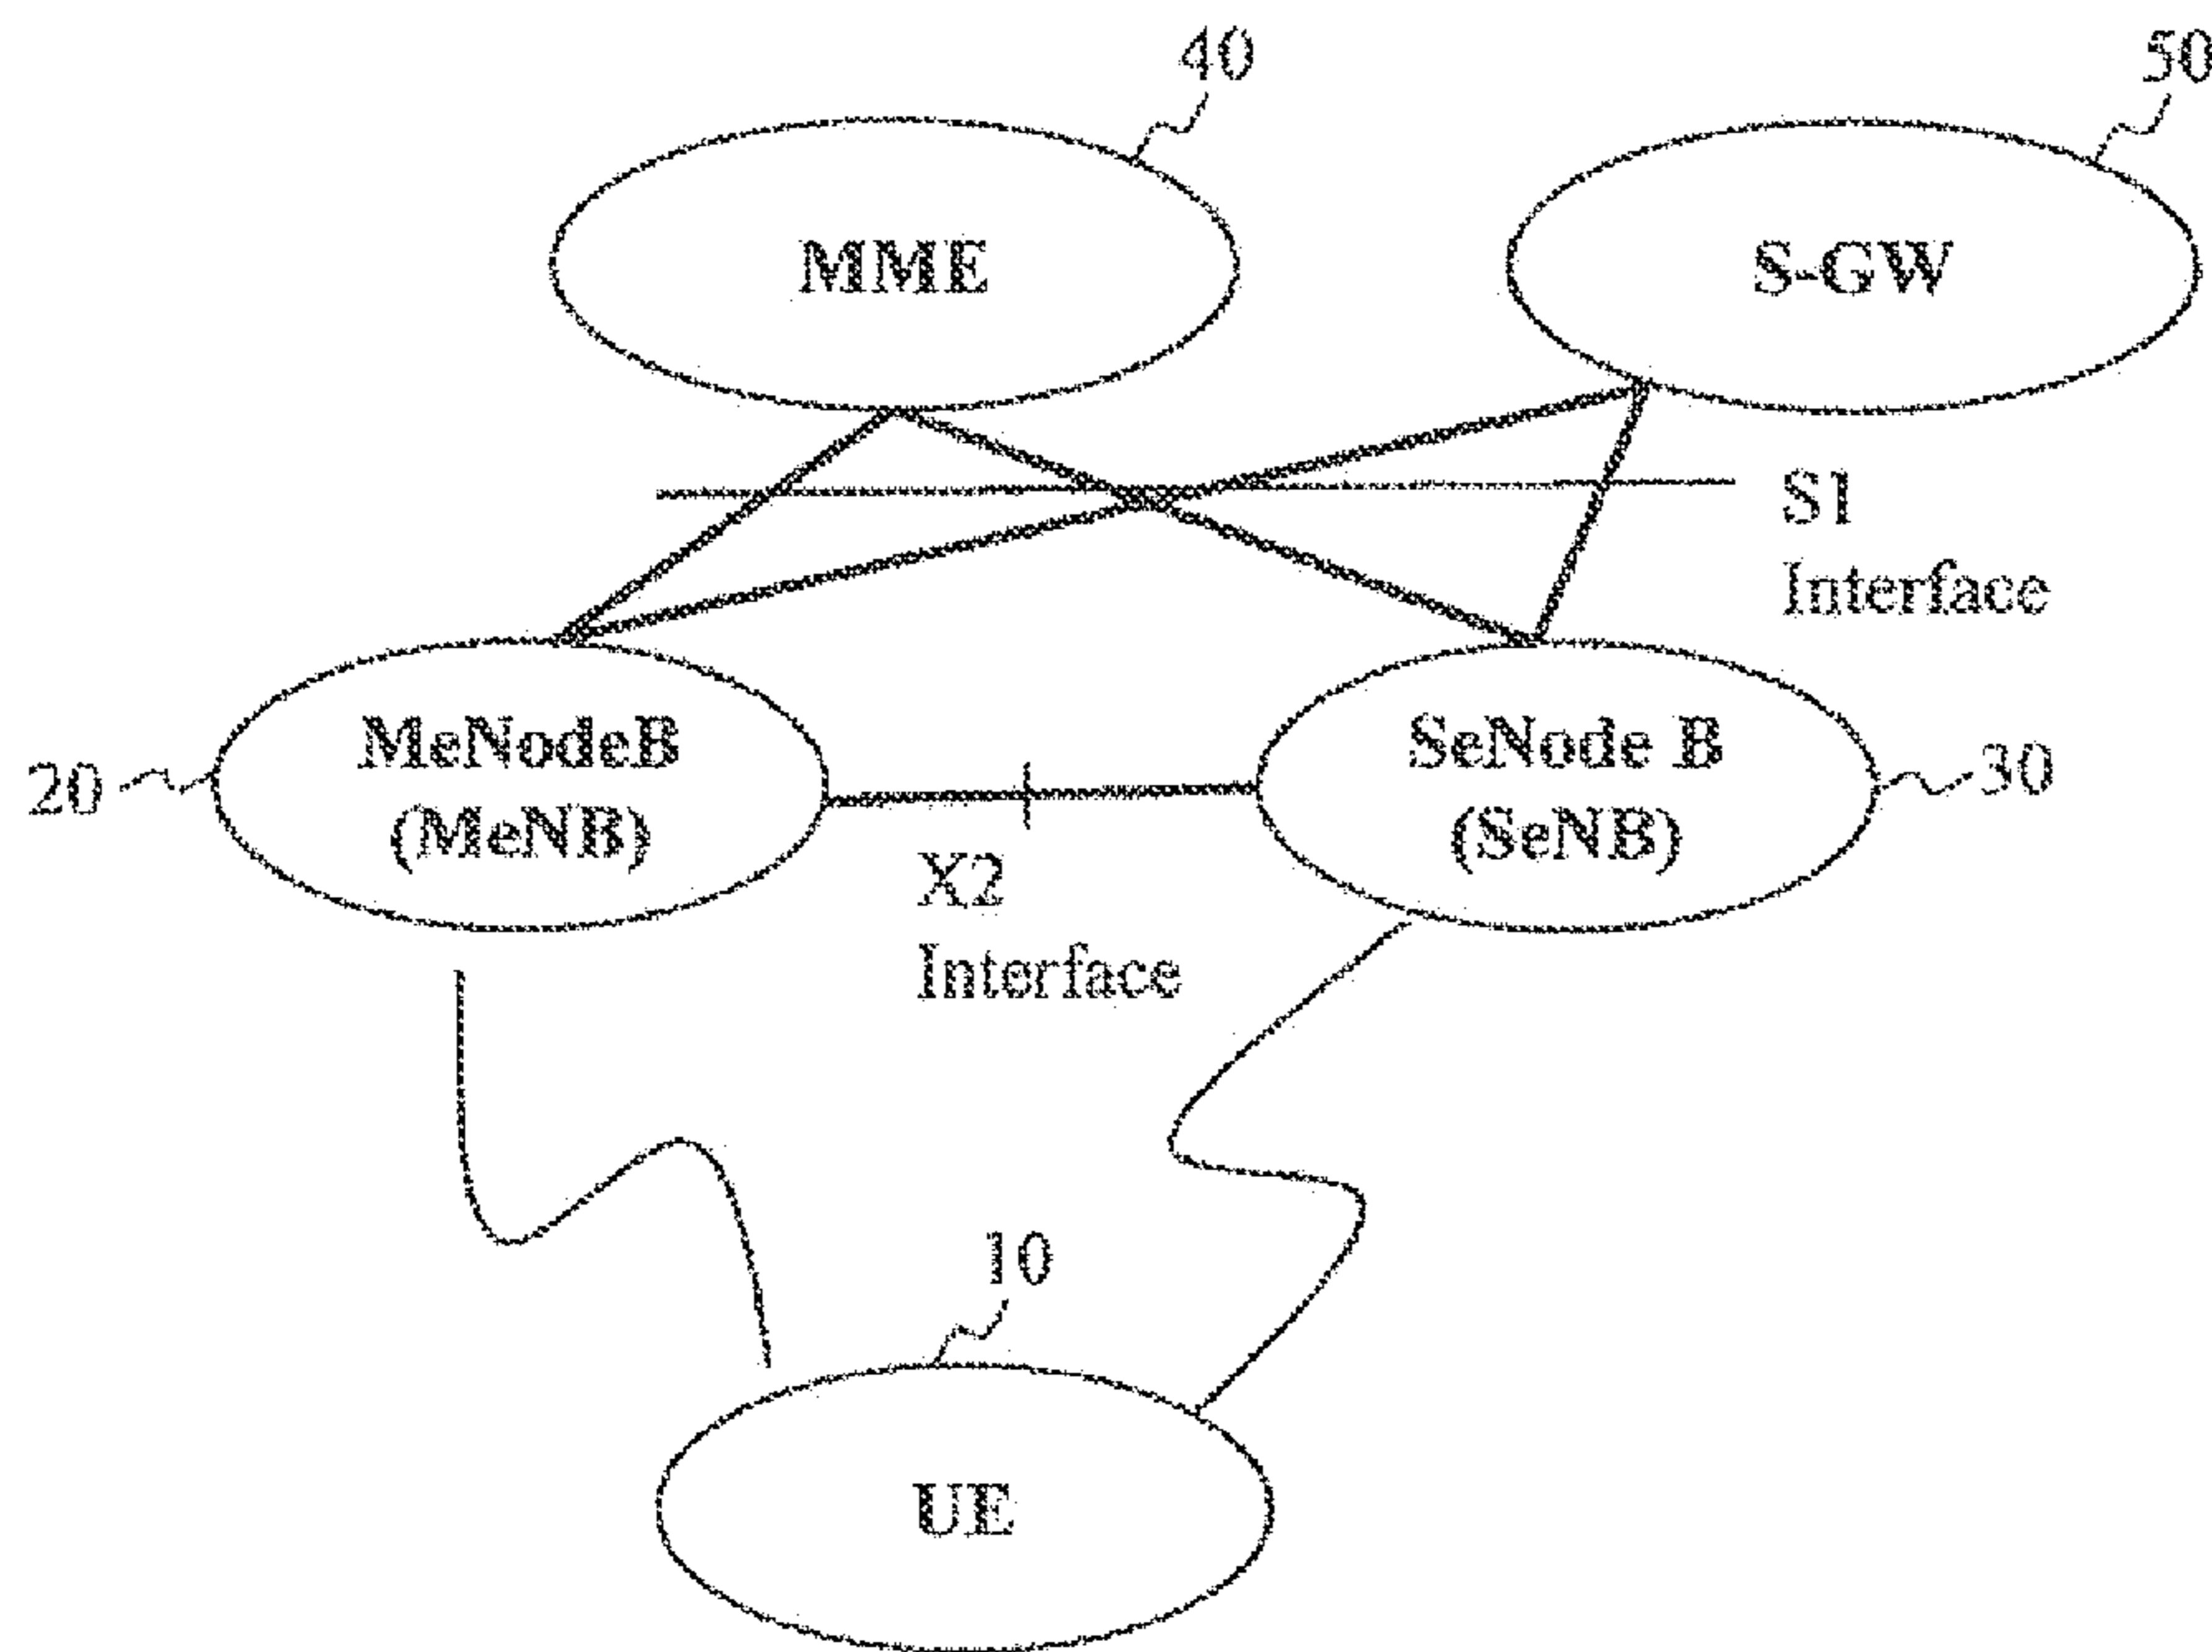 40
50
MME
S-GW
S1
Interface
MeNodeB
(MeNB)
SeNode B
(SeNB)
20
30
X2
Interface
10
UE